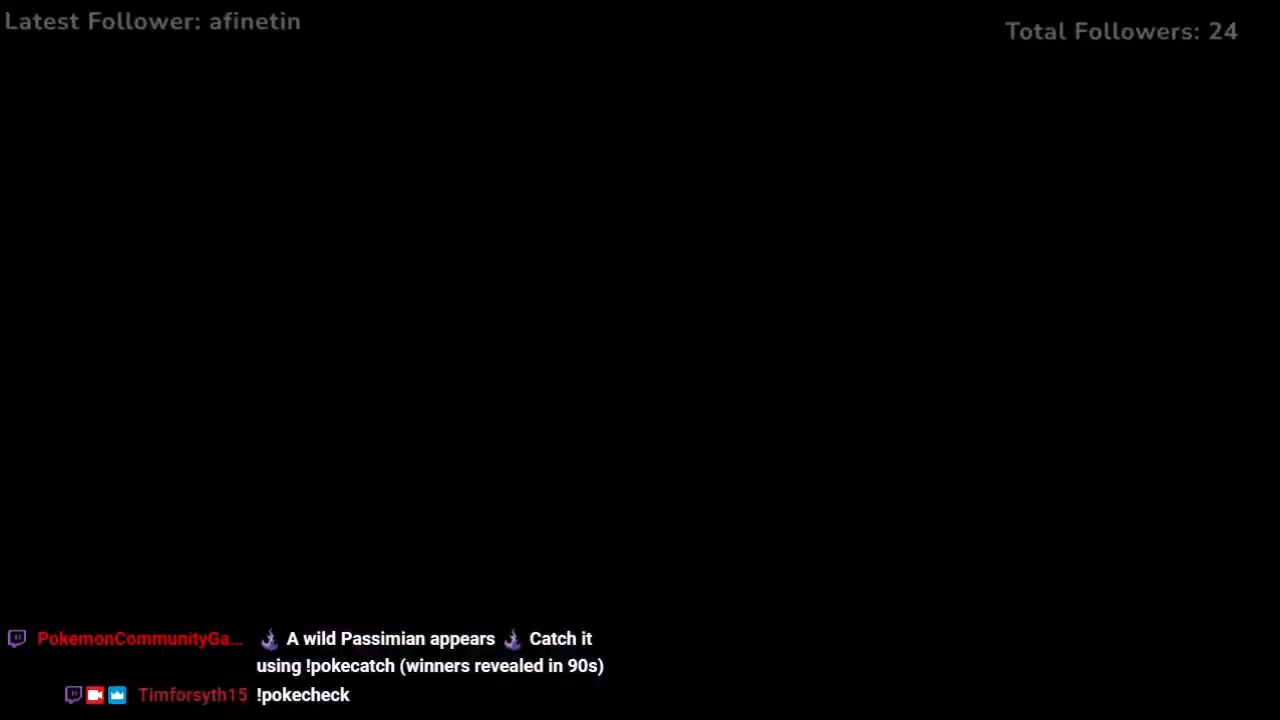 Latest Follower: afinetin
Total Followers: 24
PokemonCommunityGa... A wild Passimian appears Catch it
using !pokecatch (winners revealed in 90s)
Timforsyth15 !pokecheck